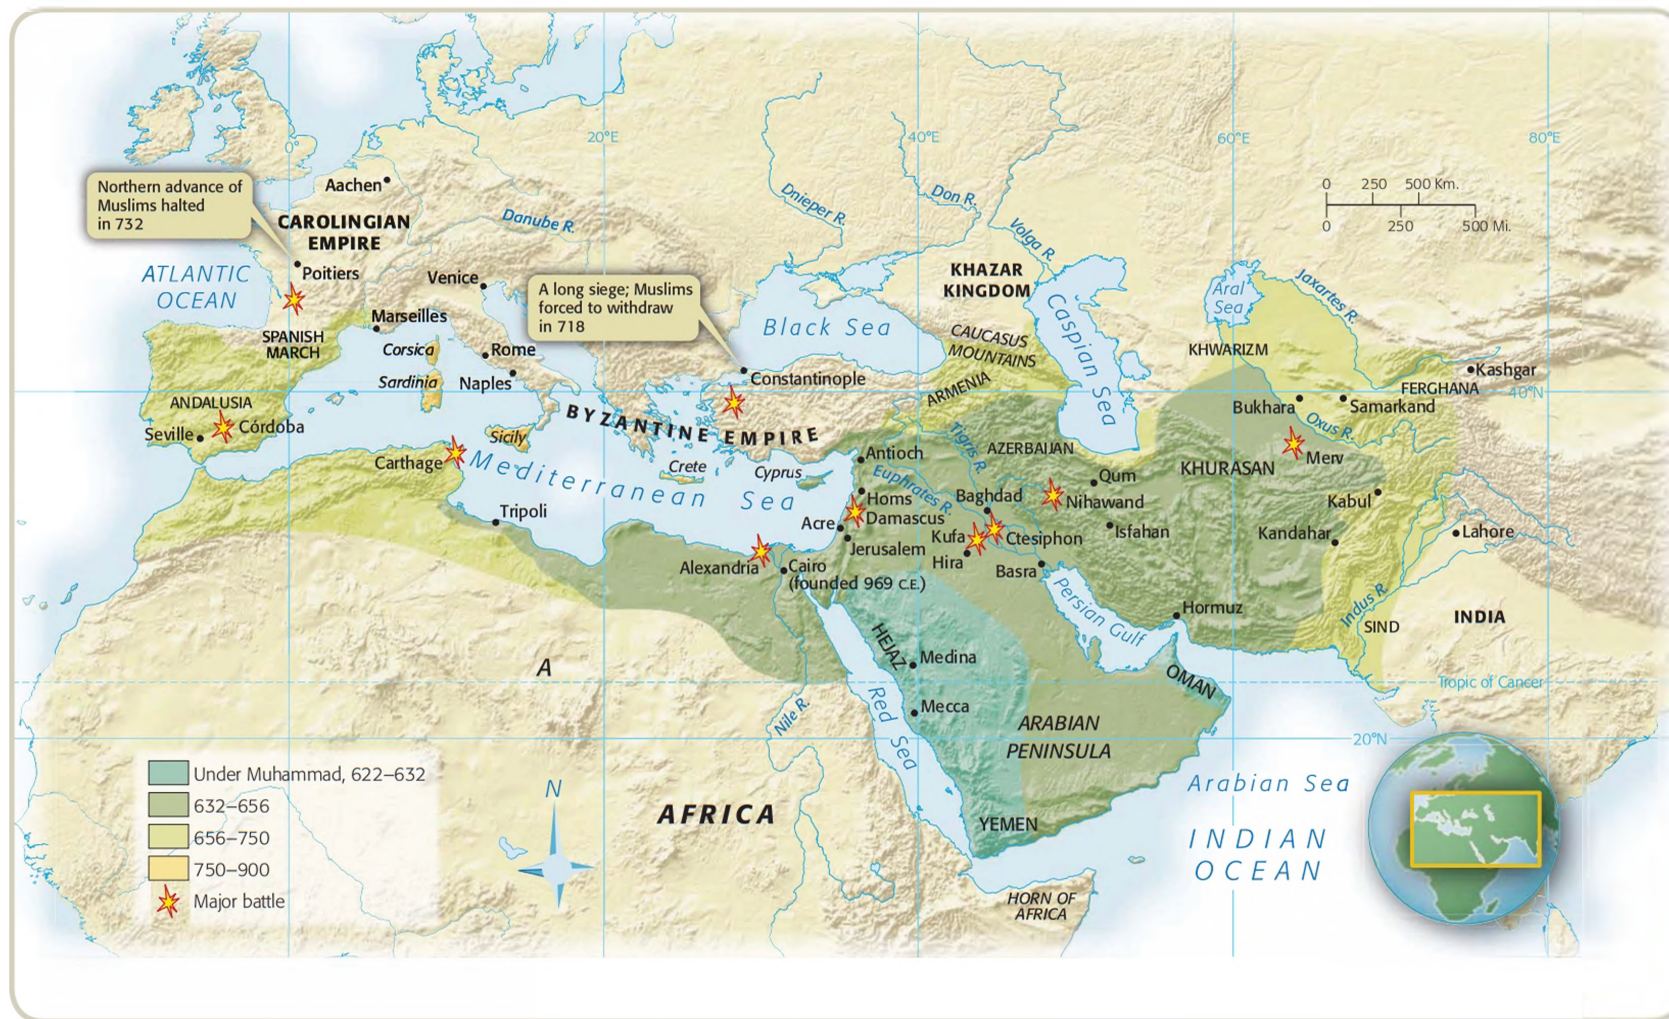 0°
20°E
40°E
60°E
80°E
Northern advance of
Muslims halted
in 732
Aachen
CAROLINGIAN
EMPIRE
Danube R.
Dnieper R.
Don R.
Volga R.
0 250 500 Km.
0 250 500 Mi.
ATLANTIC
OCEAN
Poitiers
Venice
A long siege; Muslims
forced to withdraw
in 718
KHAZAR
KINGDOM
Aral
Sea
Jaxartes R.
SPANISH
MARCH
Marseilles
Corsica
Rome
Sardinia
Naples
Black Sea
Constantinople
CAUCASUS
MOUNTAINS
Caspian Sea
KHWARIZM
Kashgar
FERGHANA
40°N
ANDALUSIA
Seville
Córdoba
BYZANTINE EMPIRE
ARMENIA
Bukhara
Samarkand
Oxus R.
Merv
Carthage
Sicily
Mediterranean Sea
Crete
Cyprus
Antioch
Tigris R.
Euphrates R.
AZERBAIJAN
Qum
KHURASAN
Kabul
Tripoli
Homs
Damascus
Acre
Jerusalem
Baghdad
Nihawand
Kufa
Ctesiphon
Isfahan
Kandahar
Lahore
Alexandria
Cairo
(founded 969 C.E.)
Hira
Basra
Persian Gulf
Hormuz
Indus R.
SIND
INDIA
A
HEJAZ
Medina
Mecca
Red Sea
Nile R.
OMAN
Tropic of Cancer
ARABIAN
PENINSULA
20°N
Under Muhammad, 622–632
632–656
656–750
750–900
Major battle
N
AFRICA
YEMEN
Arabian Sea
INDIAN
OCEAN
HORN OF
AFRICA